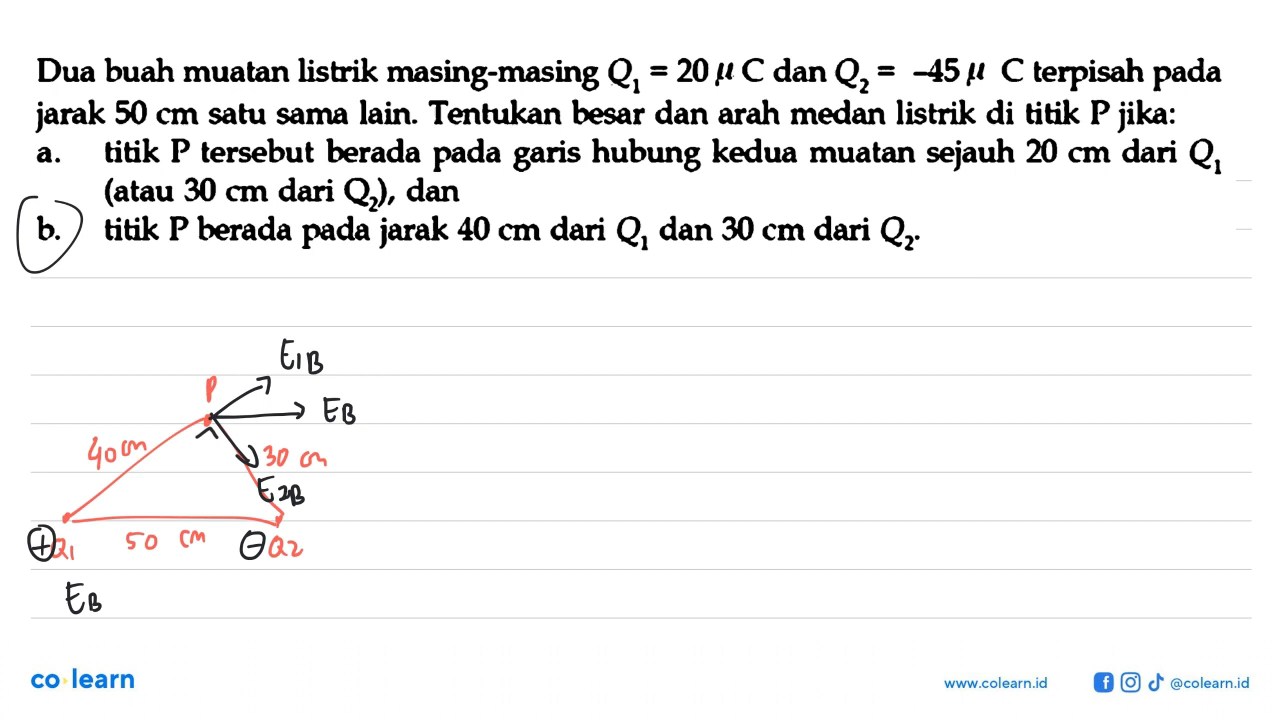 Dua buah muatan listrik masing-masing Q₁ = 20 μ C dan Q₂ = –45 μ C terpisah pada
jarak 50 cm satu sama lain. Tentukan besar dan arah medan listrik di titik P jika:
a. titik P tersebut berada pada garis hubung kedua muatan sejauh 20 cm dari Q₁
(atau 30 cm dari Q₂), dan
b. titik P berada pada jarak 40 cm dari Q₁ dan 30 cm dari Q₂.
E1B
P
EB
40 cm
30 cm
E2B
+ Q1 50 cm – Q2
EB
co learn
www.colearn.id @colearn.id